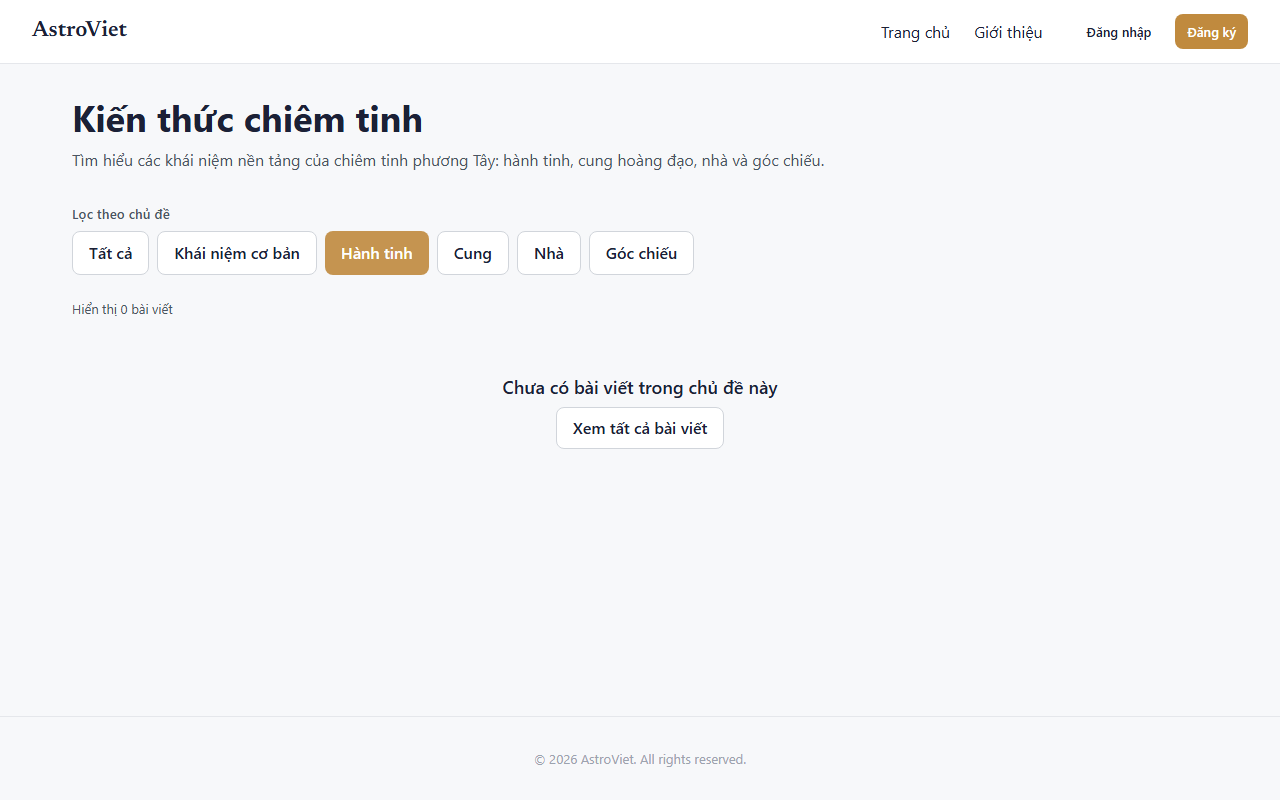 AstroViet
Trang chủ
Giới thiệu
Đăng nhập
Đăng ký
Kiến thức chiêm tinh
Tìm hiểu các khái niệm nền tảng của chiêm tinh phương Tây: hành tinh, cung hoàng đạo, nhà và góc chiếu.
Lọc theo chủ đề
Tất cả
Khái niệm cơ bản
Hành tinh
Cung
Nhà
Góc chiếu
Hiển thị 0 bài viết
Chưa có bài viết trong chủ đề này
Xem tất cả bài viết
© 2026 AstroViet. All rights reserved.